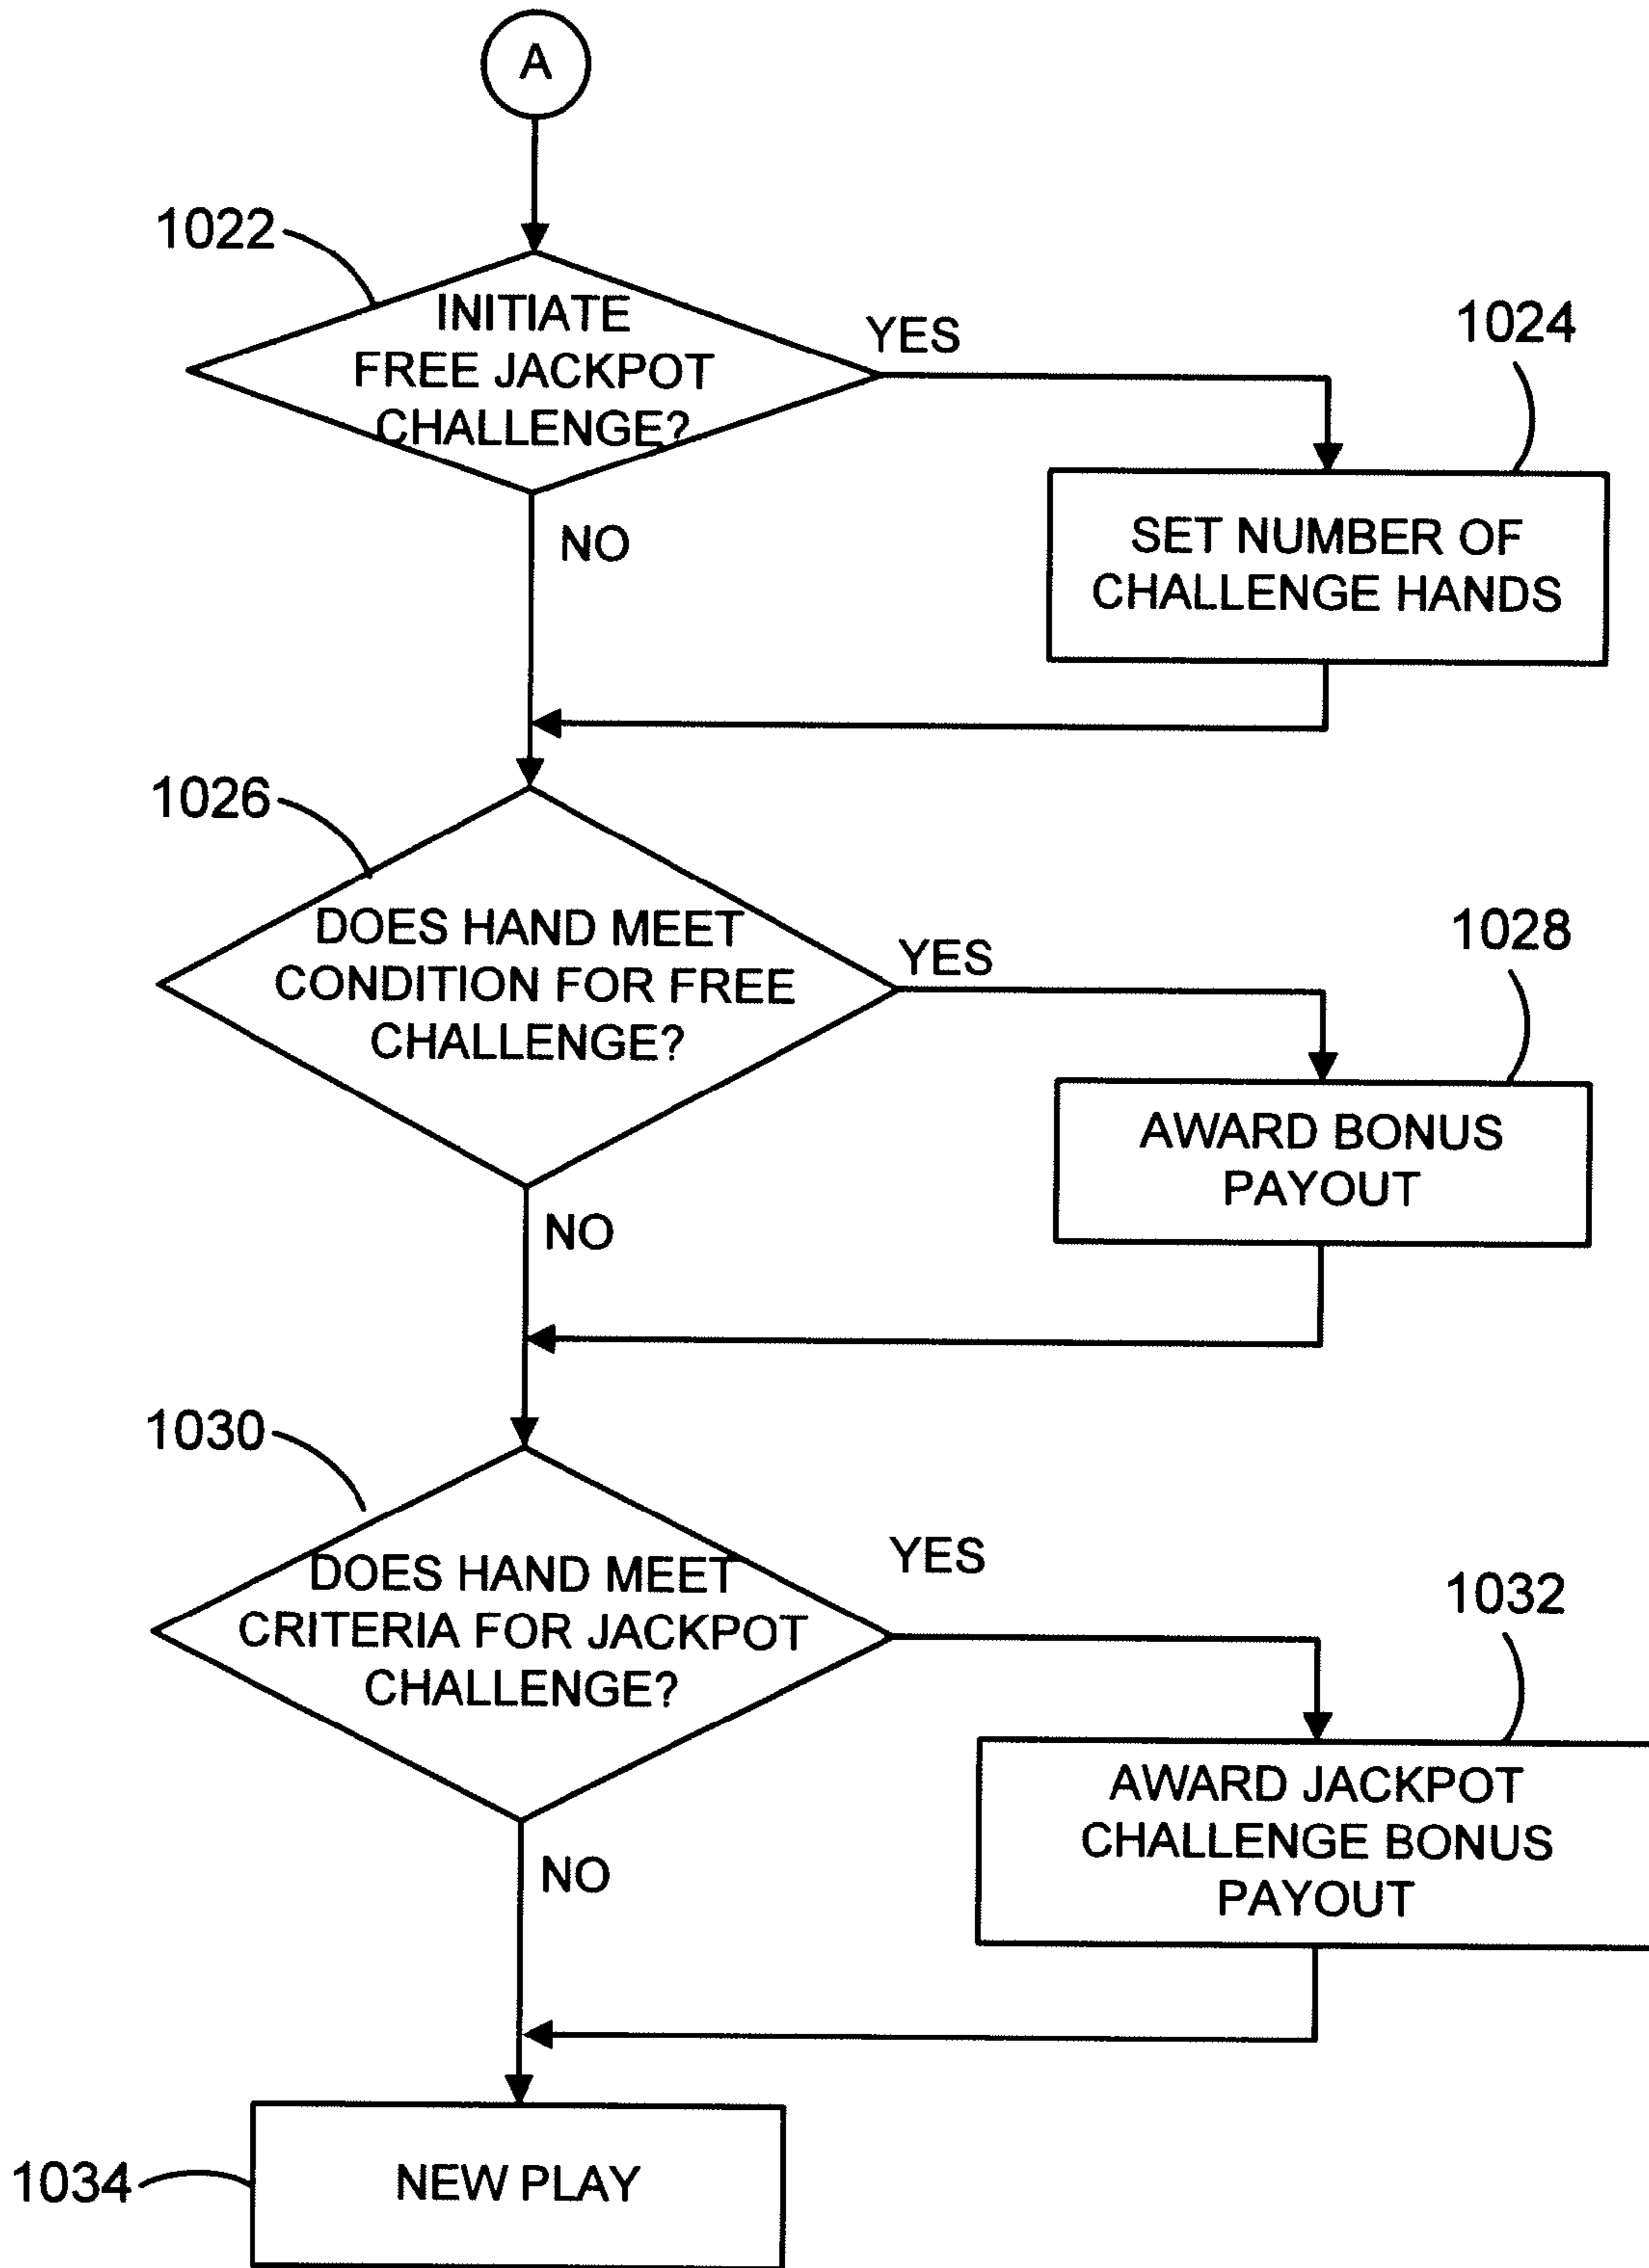 A
1022
INITIATE
FREE JACKPOT
CHALLENGE?
YES
1024
NO
SET NUMBER OF
CHALLENGE HANDS
1026
DOES HAND MEET
CONDITION FOR FREE
CHALLENGE?
YES
1028
NO
AWARD BONUS
PAYOUT
1030
DOES HAND MEET
CRITERIA FOR JACKPOT
CHALLENGE?
YES
1032
NO
AWARD JACKPOT
CHALLENGE BONUS
PAYOUT
1034
NEW PLAY